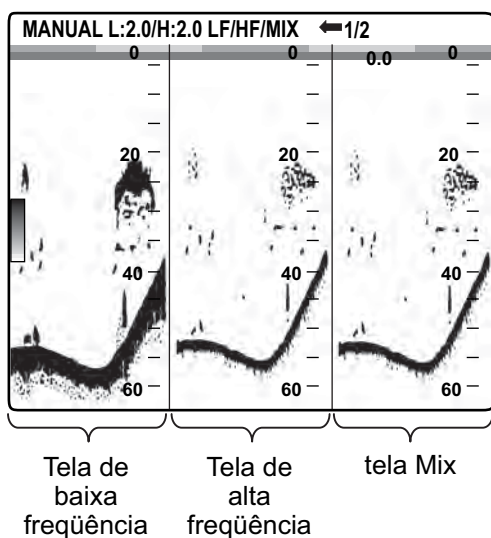 MANUAL L:2.0/H:2.0 LF/HF/MIX ⬅1/2
0 0 0.0 0
20 20 20
40 40 40
60 60 60
Tela de baixa freqüência
Tela de alta freqüência
tela Mix